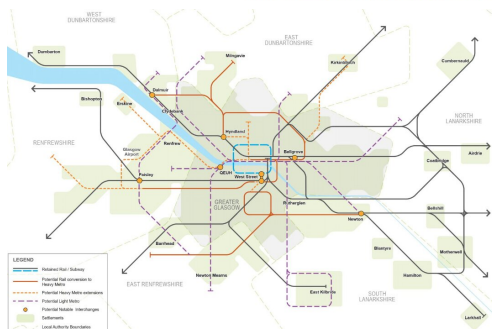 WEST
DUNBARTONSHIRE
EAST
DUNBARTONSHIRE
Dumbarton
Milngavie
Kirkintilloch
Cumbernauld
Dalmuir
Bishopton
Erskine
Clydebank
NORTH
LANARKSHIRE
Hyndland
Renfrew
RENFREWSHIRE
Glasgow
Airport
Bellgrove
Airdrie
Coatbridge
QEUH
West Street
Paisley
Rutherglen
GREATER
GLASGOW
Newton
Bellshill
Barrhead
Blantyre
Motherwell
Newton Mearns
Hamilton
EAST RENFREWSHIRE
East Kilbride
SOUTH
LANARKSHIRE
Larkhall
LEGEND
Retained Rail / Subway
Potential Rail conversion to
Heavy Metro
Potential Heavy Metro extensions
Potential Light Metro
Potential Notable Interchanges
Settlements
Local Authority Boundaries